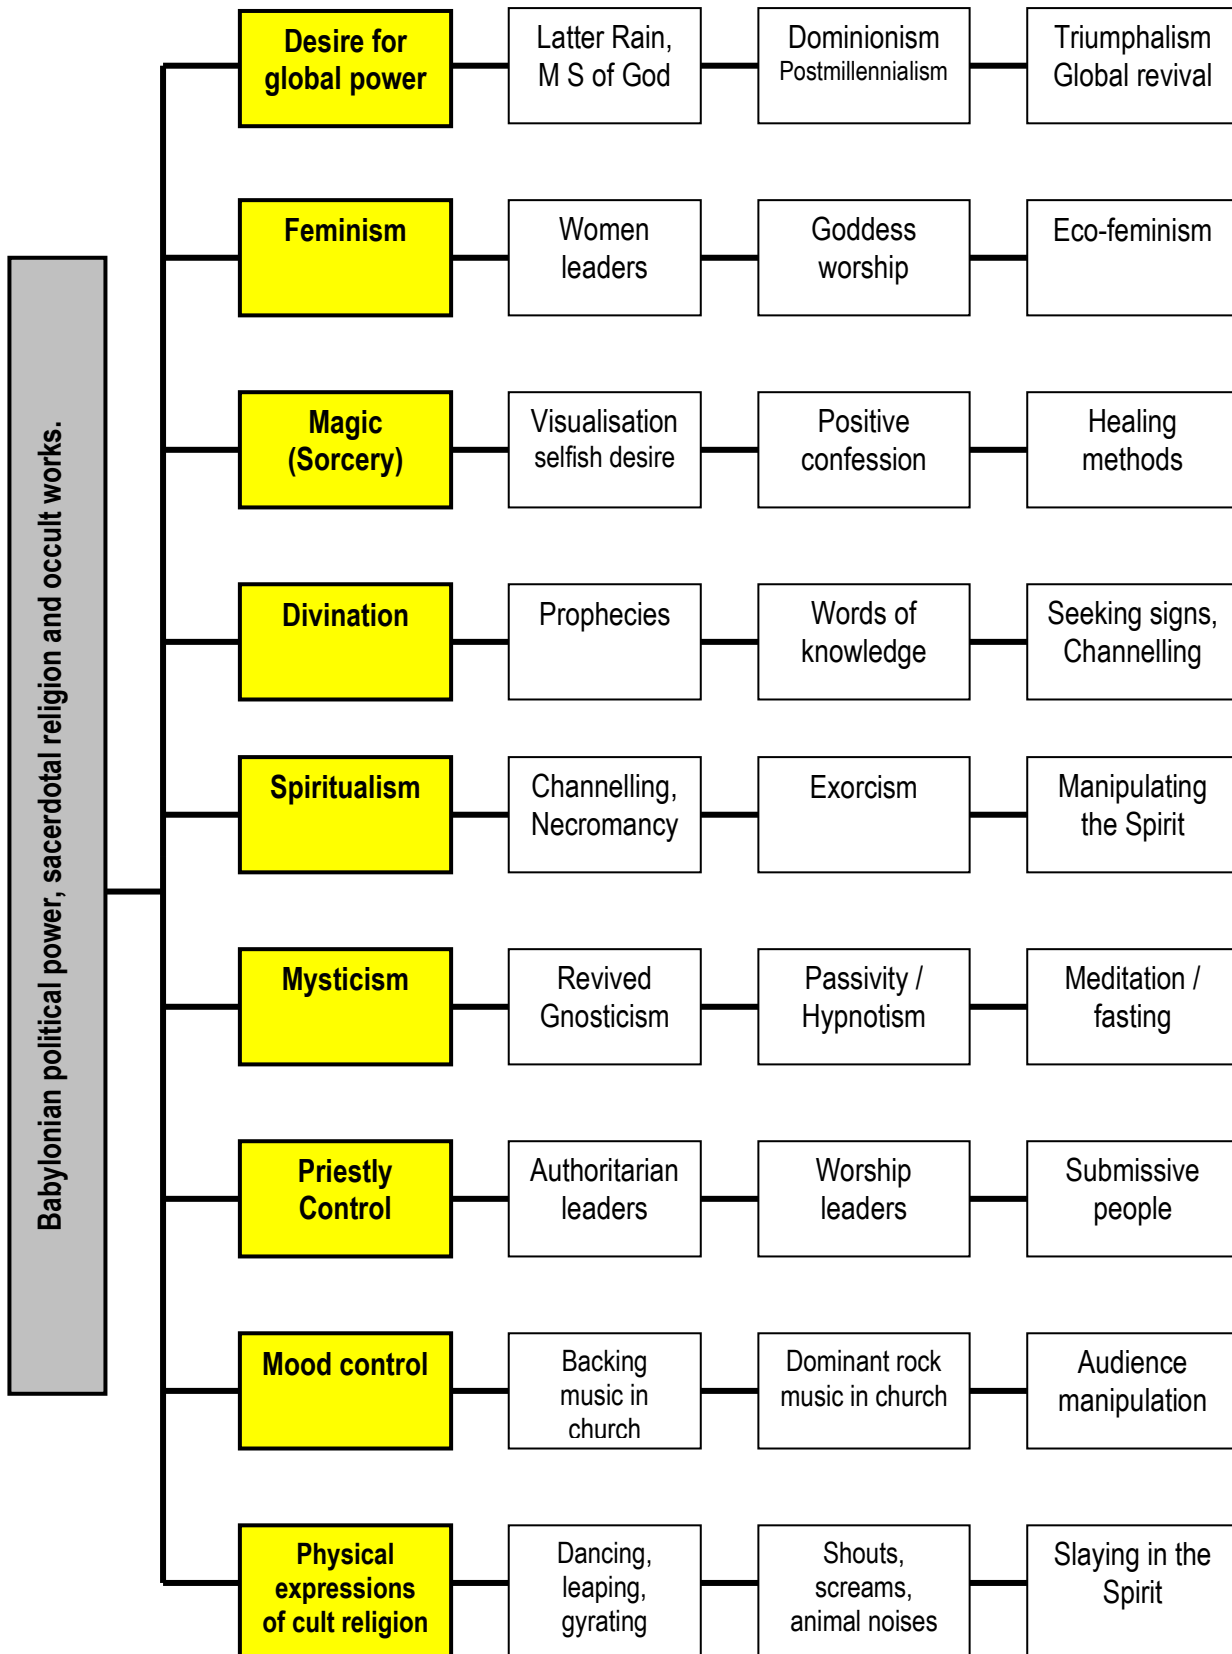 Babylonian political power, sacerdotal religion and occult works.
Desire for
global power
Latter Rain,
M S of God
Dominionism
Postmillennialism
Triumphalism
Global revival
Feminism
Women
leaders
Goddess
worship
Eco-feminism
Magic
(Sorcery)
Visualisation
selfish desire
Positive
confession
Healing
methods
Divination
Prophecies
Words of
knowledge
Seeking signs,
Channelling
Spiritualism
Channelling,
Necromancy
Exorcism
Manipulating
the Spirit
Mysticism
Revived
Gnosticism
Passivity /
Hypnotism
Meditation /
fasting
Priestly
Control
Authoritarian
leaders
Worship
leaders
Submissive
people
Mood control
Backing
music in
church
Dominant rock
music in church
Audience
manipulation
Physical
expressions
of cult religion
Dancing,
leaping,
gyrating
Shouts,
screams,
animal noises
Slaying in the
Spirit